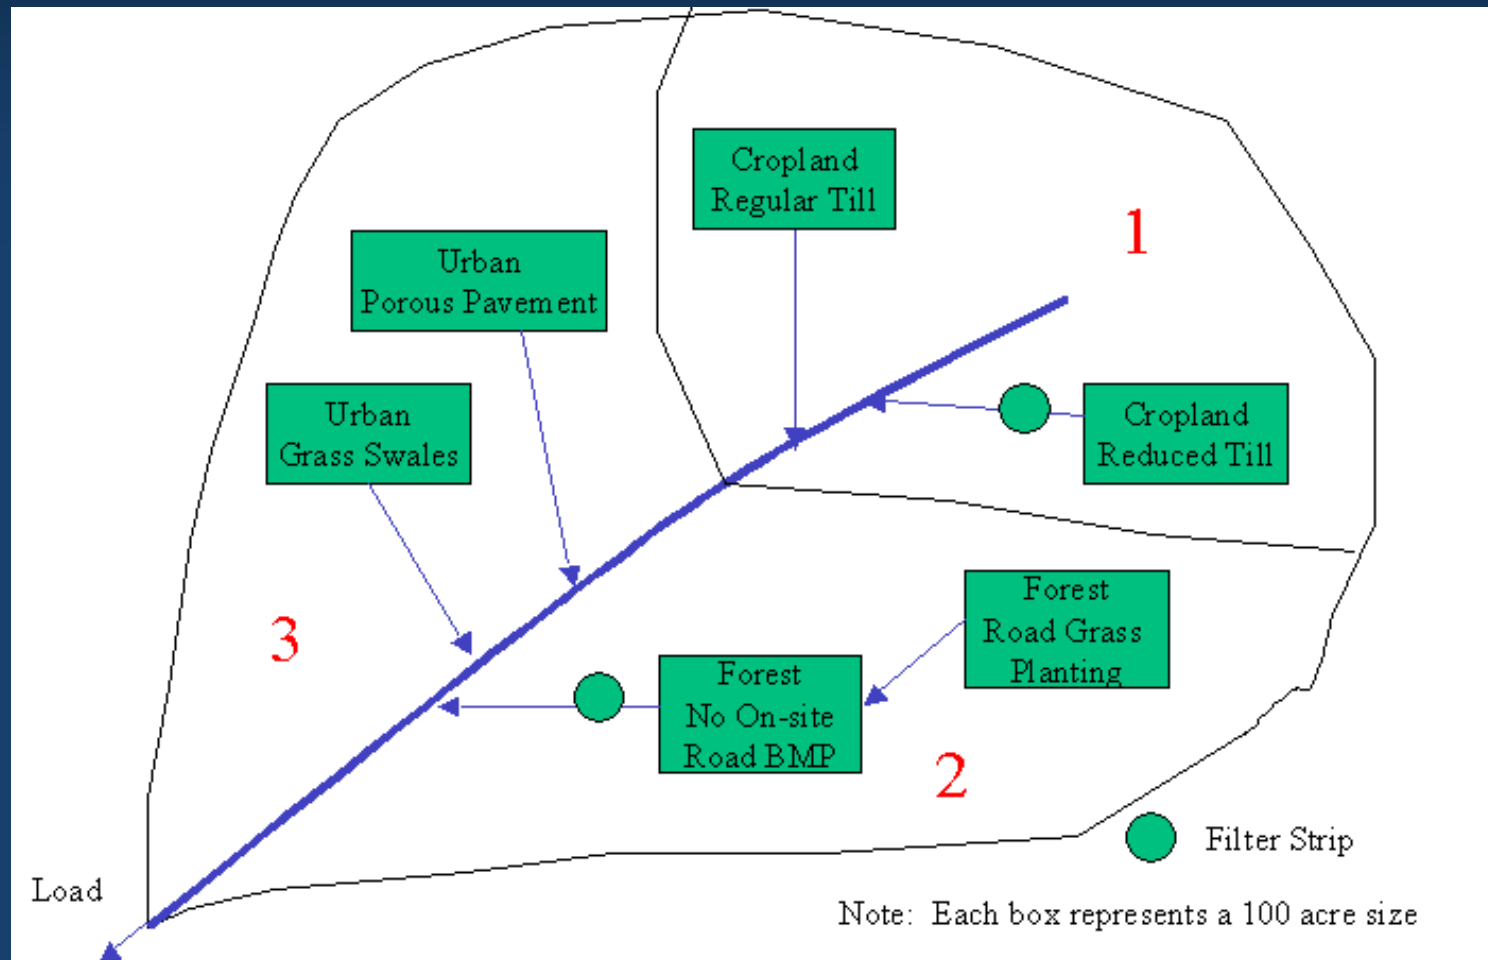 Cropland
Regular Till
1
Urban
Porous Pavement
Urban
Grass Swales
Cropland
Reduced Till
Forest
Road Grass
Planting
3
Forest
No On-site
Road BMP
2
Filter Strip
Load
Note: Each box represents a 100 acre size